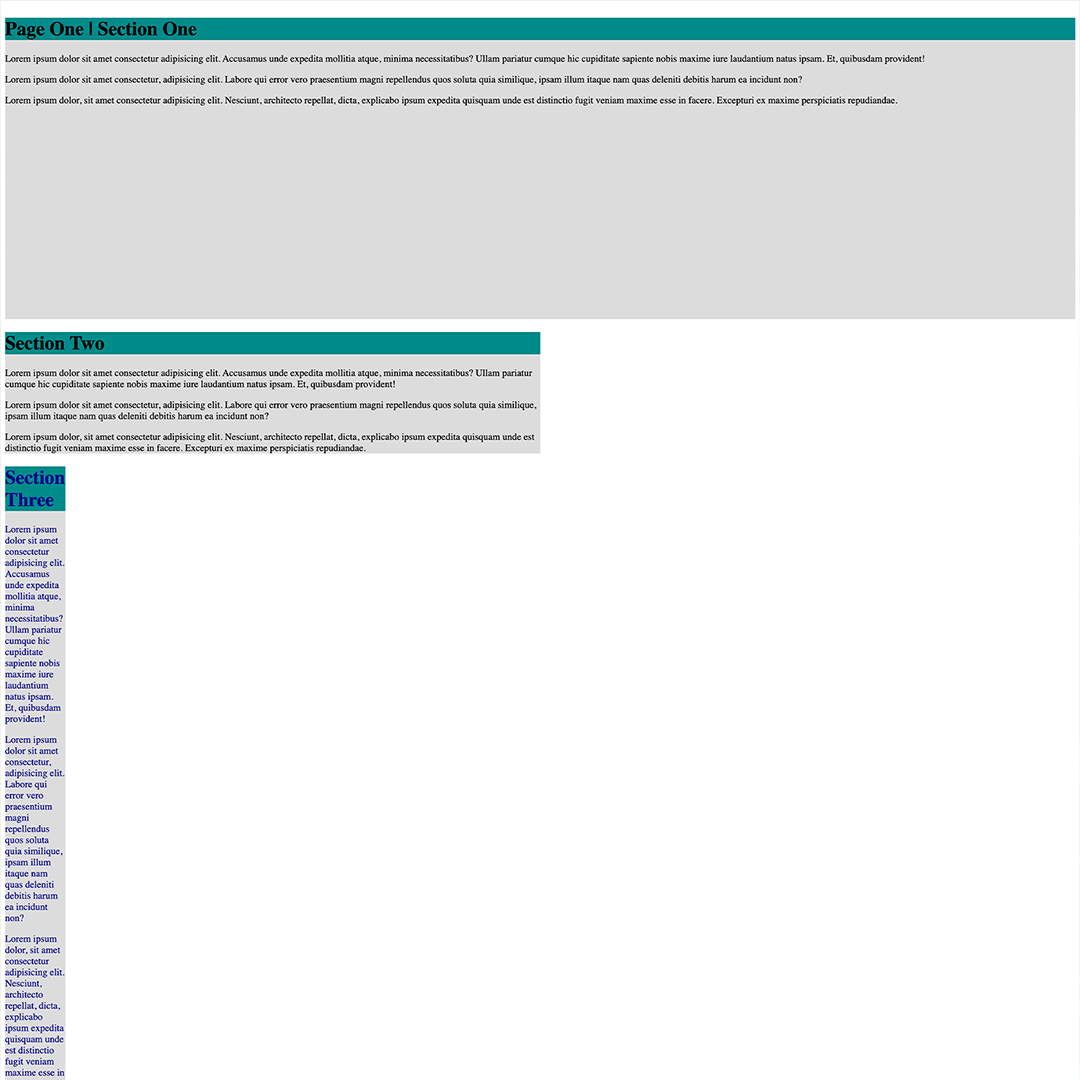 Page One | Section One
Lorem ipsum dolor sit amet consectetur adipisicing elit. Accusamus unde expedita mollitia atque, minima necessitatibus? Ullam pariatur cumque hic cupiditate sapiente nobis maxime iure laudantium natus ipsam. Et, quibusdam provident!
Lorem ipsum dolor sit amet consectetur, adipisicing elit. Labore qui error vero praesentium magni repellendus quos soluta quia similique, ipsam illum itaque nam quas deleniti debitis harum ea incidunt non?
Lorem ipsum dolor, sit amet consectetur adipisicing elit. Nesciunt, architecto repellat, dicta, explicabo ipsum expedita quisquam unde est distinctio fugit veniam maxime esse in facere. Excepturi ex maxime perspiciatis repudiandae.
Section Two
Lorem ipsum dolor sit amet consectetur adipisicing elit. Accusamus unde expedita mollitia atque, minima necessitatibus? Ullam pariatur
cumque hic cupiditate sapiente nobis maxime iure laudantium natus ipsam. Et, quibusdam provident!
Lorem ipsum dolor sit amet consectetur, adipisicing elit. Labore qui error vero praesentium magni repellendus quos soluta quia similique,
ipsam illum itaque nam quas deleniti debitis harum ea incidunt non?
Lorem ipsum dolor, sit amet consectetur adipisicing elit. Nesciunt, architecto repellat, dicta, explicabo ipsum expedita quisquam unde est
distinctio fugit veniam maxime esse in facere. Excepturi ex maxime perspiciatis repudiandae.
Section
Three
Lorem ipsum
dolor sit amet
consectetur
adipisicing elit.
Accusamus
unde expedita
mollitia atque,
minima
necessitatibus?
Ullam pariatur
cumque hic
cupiditate
sapiente nobis
maxime iure
laudantium
natus ipsam.
Et, quibusdam
provident!
Lorem ipsum
dolor sit amet
consectetur,
adipisicing elit.
Labore qui
error vero
praesentium
magni
repellendus
quos soluta
quia similique,
ipsam illum
itaque nam
quas deleniti
debitis harum
ea incidunt
non?
Lorem ipsum
dolor, sit amet
consectetur
adipisicing elit.
Nesciunt,
architecto
repellat, dicta,
explicabo
ipsum expedita
quisquam unde
est distinctio
fugit veniam
maxime esse in